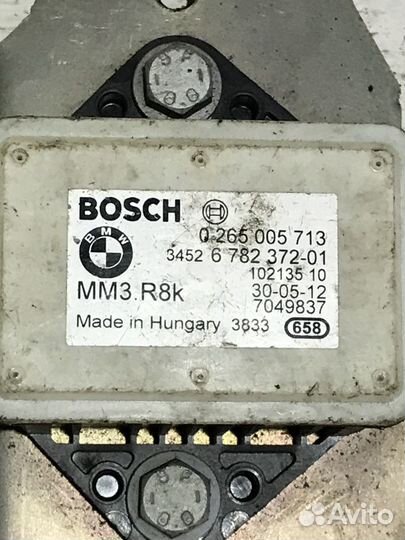 BOSCH
BMW
0 265 005 713
3452 6 782 372-01
102135 10
MM3.R8k
30-05-12
7049837
Made in Hungary 3833
658
Avito